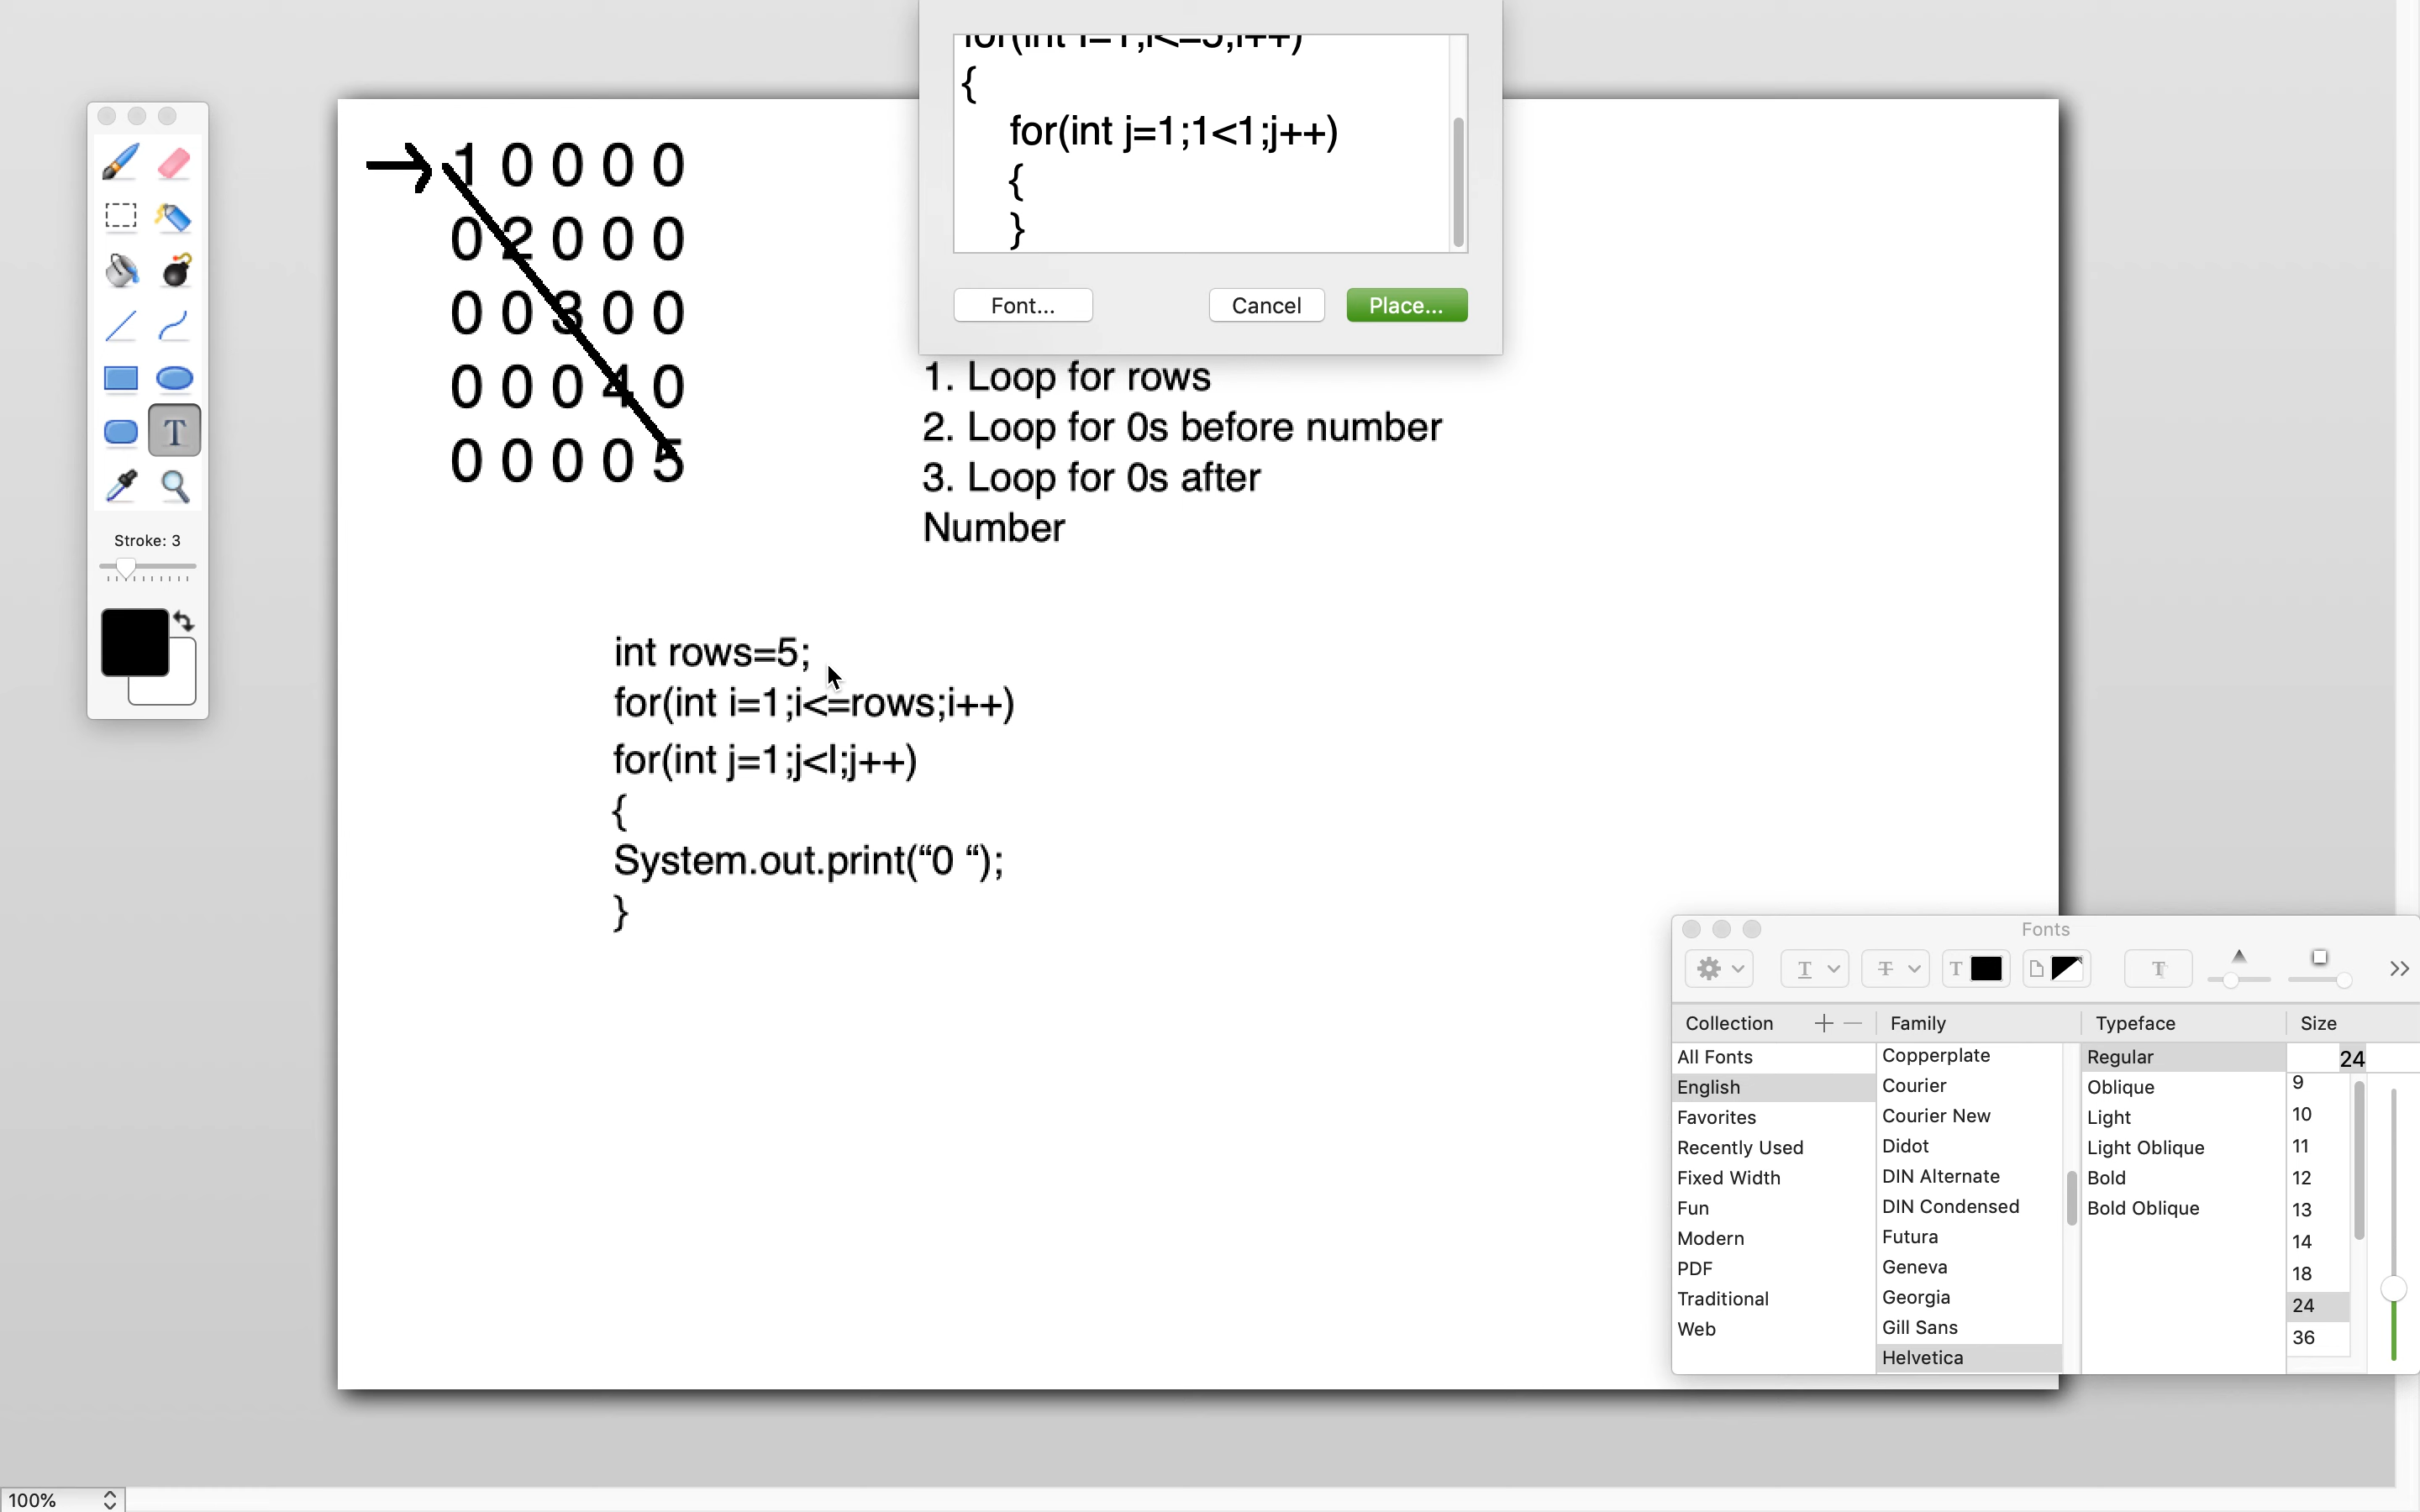 for(int i=1;i<=5;i++)
{
for(int j=1;1<1;j++)
{
}
Font...
Cancel
Place...
1 0 0 0 0
0 2 0 0 0
0 0 3 0 0
0 0 0 4 0
0 0 0 0 5
1. Loop for rows
2. Loop for 0s before number
3. Loop for 0s after
Number
T
Stroke: 3
int rows=5;
for(int i=1;i<=rows;i++)
for(int j=1;j<I;j++)
{
System.out.print(“0 “);
}
Fonts
T T T T
Collection Family Typeface Size
All Fonts
English
Favorites
Recently Used
Fixed Width
Fun
Modern
PDF
Traditional
Web
Copperplate
Courier
Courier New
Didot
DIN Alternate
DIN Condensed
Futura
Geneva
Georgia
Gill Sans
Helvetica
Regular
Oblique
Light
Light Oblique
Bold
Bold Oblique
24
9
10
11
12
13
14
18
24
36
100%